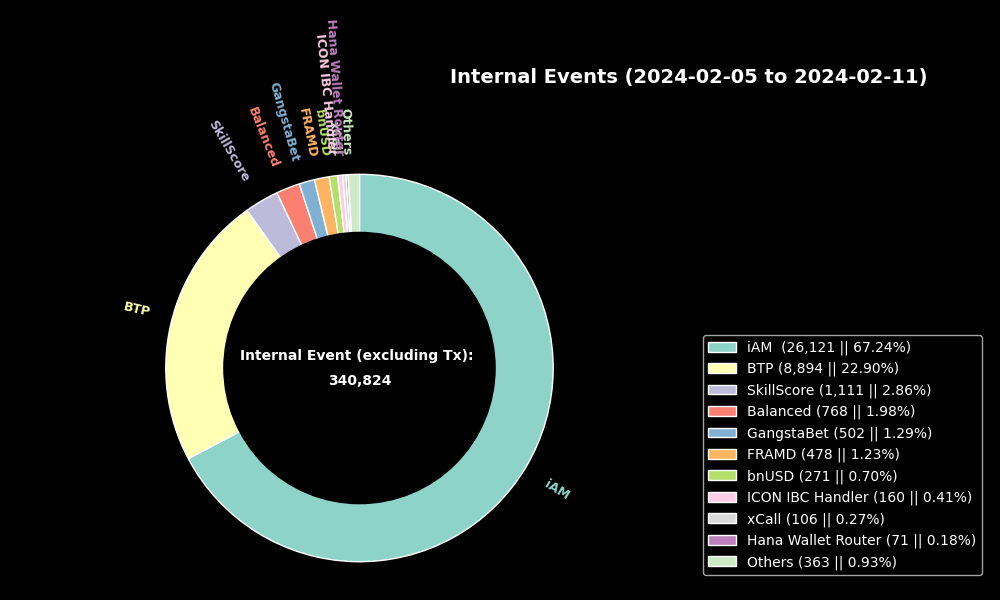 Internal Events (2024-02-05 to 2024-02-11)
Hana Wallet Router
ICON IBC Handler
xCall
Others
bnUSD
FRAMD
GangstaBet
Balanced
SkillScore
BTP
iAM
Internal Event (excluding Tx):
340,824
iAM (26,121 || 67.24%)
BTP (8,894 || 22.90%)
SkillScore (1,111 || 2.86%)
Balanced (768 || 1.98%)
GangstaBet (502 || 1.29%)
FRAMD (478 || 1.23%)
bnUSD (271 || 0.70%)
ICON IBC Handler (160 || 0.41%)
xCall (106 || 0.27%)
Hana Wallet Router (71 || 0.18%)
Others (363 || 0.93%)